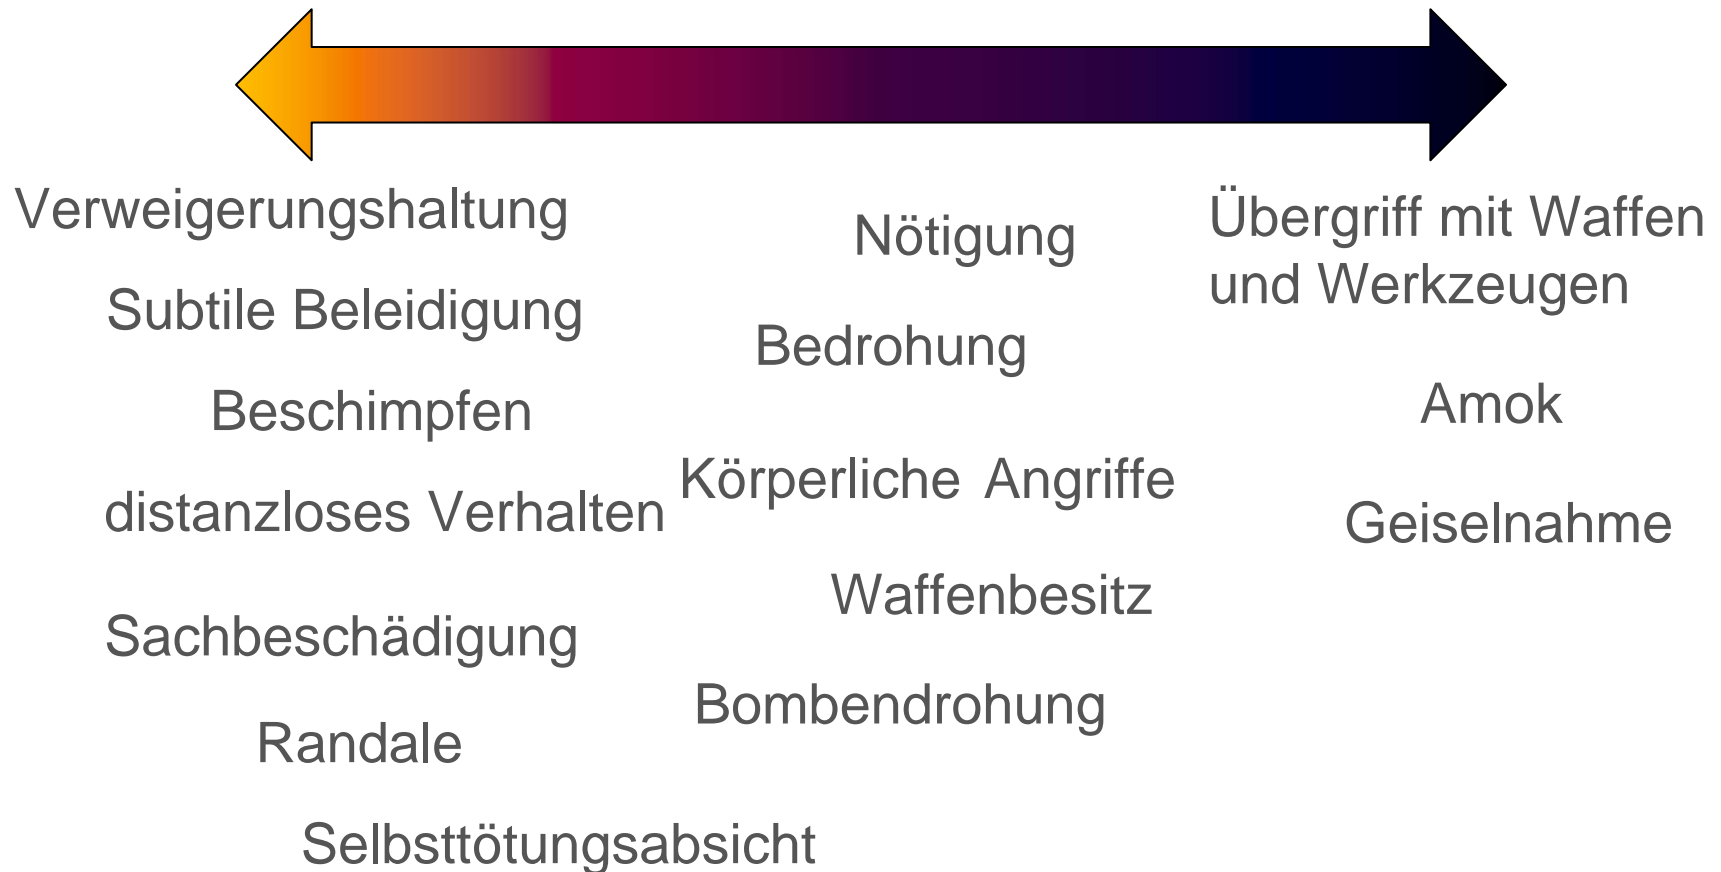 Verweigerungshaltung
Subtile Beleidigung
Beschimpfen
distanzloses Verhalten
Sachbeschädigung
Randale
Selbsttötungsabsicht
Nötigung
Bedrohung
Körperliche Angriffe
Waffenbesitz
Bombendrohung
Übergriff mit Waffen
und Werkzeugen
Amok
Geiselnahme